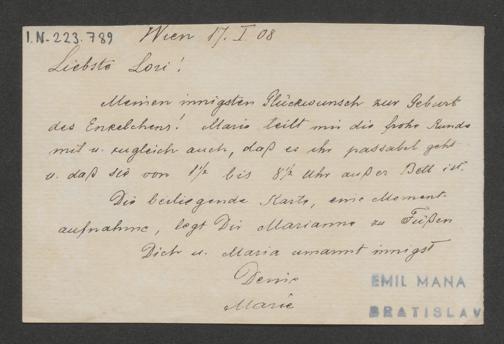 I.N. 223.789
Wien 17. I. 08
Liebste Lori!
Meinen innigsten Glückwunsch zur Geburt
des Enkelchens! Marie teilt mir die frohe Kunde
mit u. zugleich auch, daß es ihr passabel geht
u. daß sie von 1½ bis 8½ Uhr außer Bett ist.
Die beiliegende Karte, eine Moment-
aufnahme, legt Dir Marianne zu Füßen
Dich u. Maria umarmt innigst
Deine
Marie
EMIL MANA
BRATISLAV